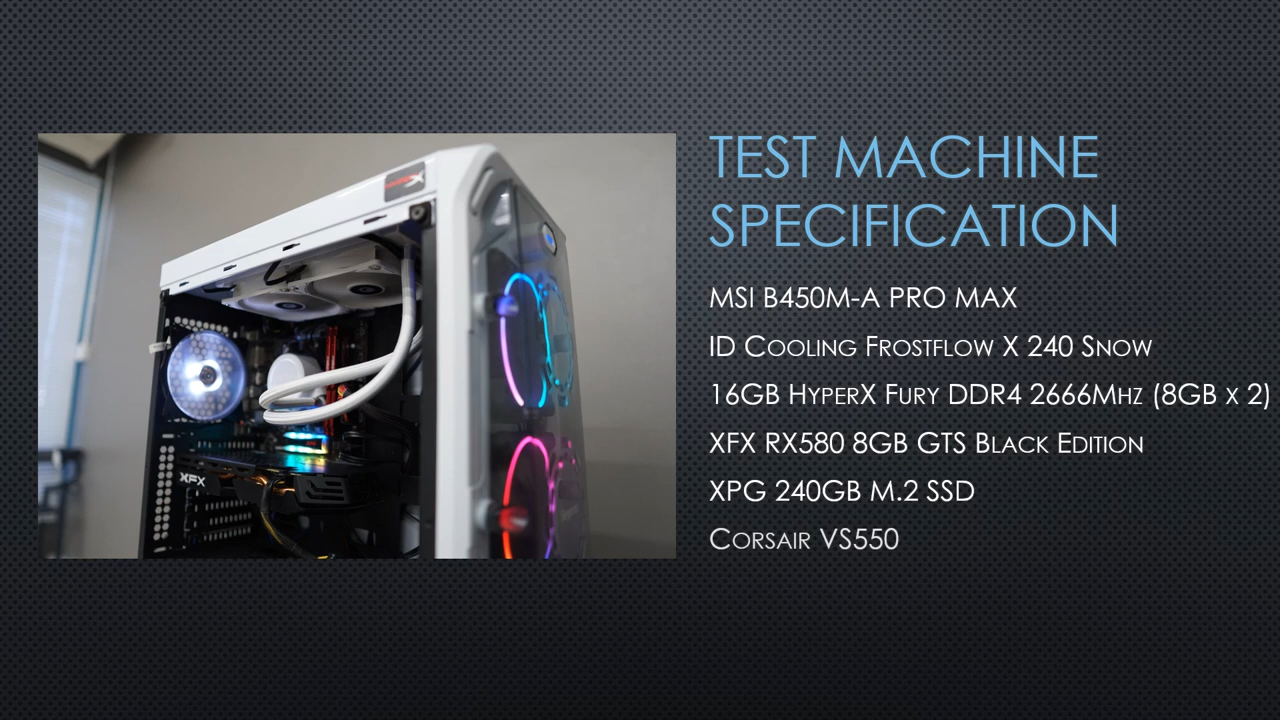 TEST MACHINE
SPECIFICATION
MSI B450M-A PRO MAX
ID Cooling Frostflow X 240 Snow
16GB HyperX Fury DDR4 2666Mhz (8GB x 2)
XFX RX580 8GB GTS Black Edition
XPG 240GB M.2 SSD
Corsair VS550
XFX